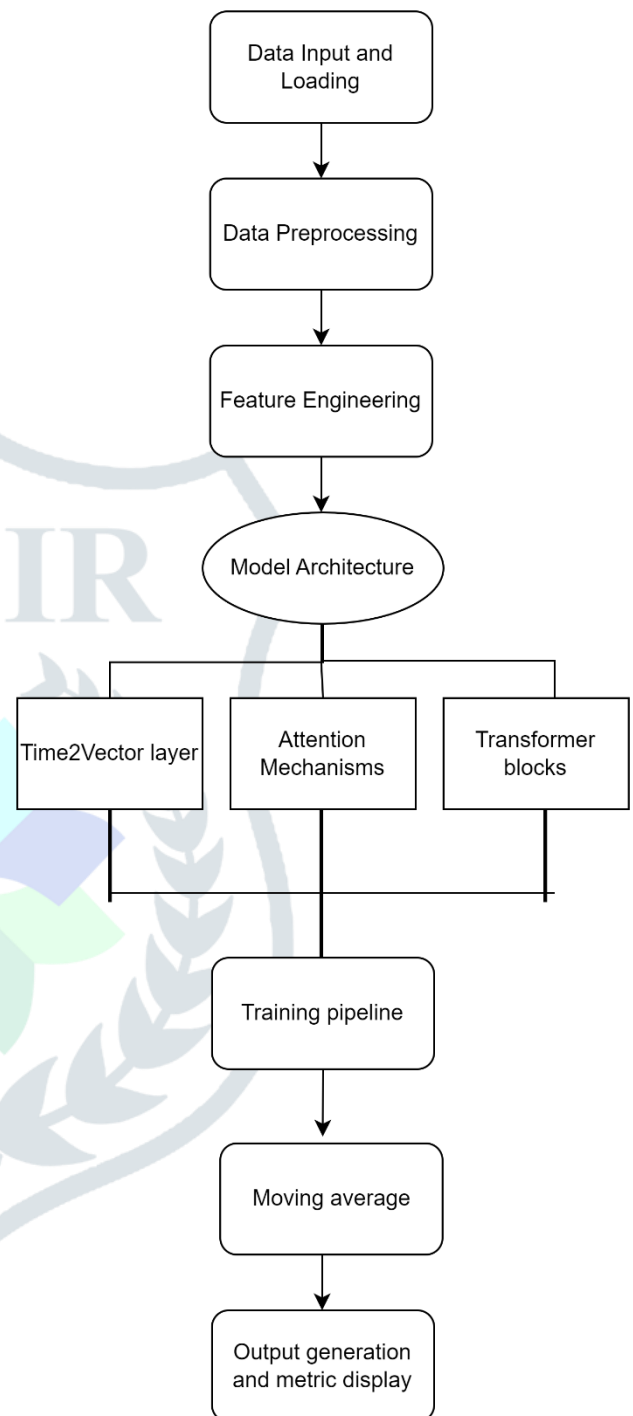 Data Input and
Loading
Data Preprocessing
Feature Engineering
IR
Model Architecture
Time2Vector layer
Attention
Mechanisms
Transformer
blocks
Training pipeline
Moving average
Output generation
and metric display